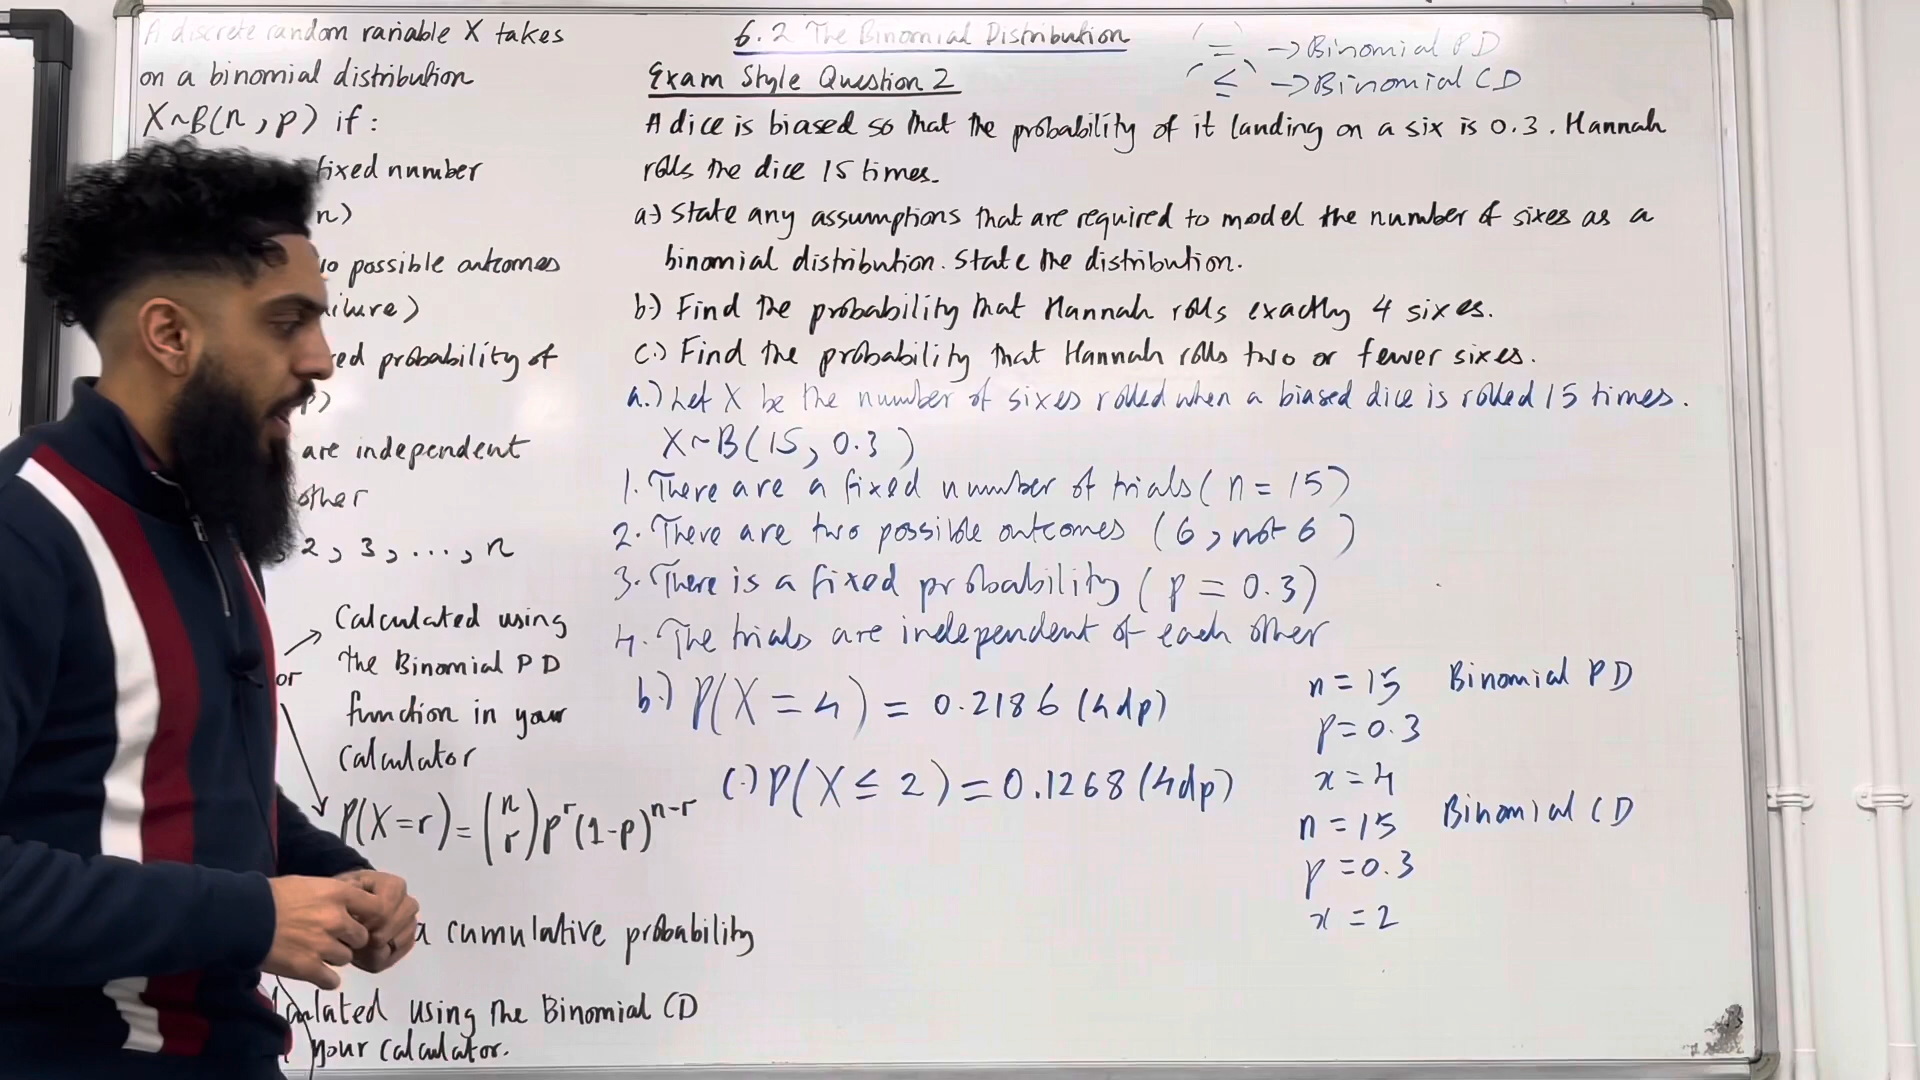 A discrete random variable X takes
on a binomial distribution
X~B(n, p) if :
fixed number
n)
possible outcomes
ilure)
ed probability of
p)
are independent
other
2, 3, ..., n
Calculated using
the Binomial PD
function in your
calculator
or
P(X=r) = (n r) p^r (1-p)^n-r
a cumulative probability
lculated using the Binomial CD
your calculator.
6.2 The Binomial Distribution
(=) → Binomial PD
(≤) → Binomial CD
Exam Style Question 2
A dice is biased so that the probability of it landing on a six is 0.3. Hannah
rolls the dice 15 times.
a.) State any assumptions that are required to model the number of sixes as a
binomial distribution. State the distribution.
b.) Find the probability that Hannah rolls exactly 4 sixes.
c.) Find the probability that Hannah rolls two or fewer sixes.
a.) Let X be the number of sixes rolled when a biased dice is rolled 15 times.
X~B(15, 0.3)
1. There are a fixed number of trials (n = 15)
2. There are two possible outcomes (6, not 6)
3. There is a fixed probability (p = 0.3)
4. The trials are independent of each other
b.) P(X = 4) = 0.2186 (4dp)
n = 15 Binomial PD
p = 0.3
x = 4
c.) P(X ≤ 2) = 0.1268 (4dp)
n = 15 Binomial CD
p = 0.3
x = 2